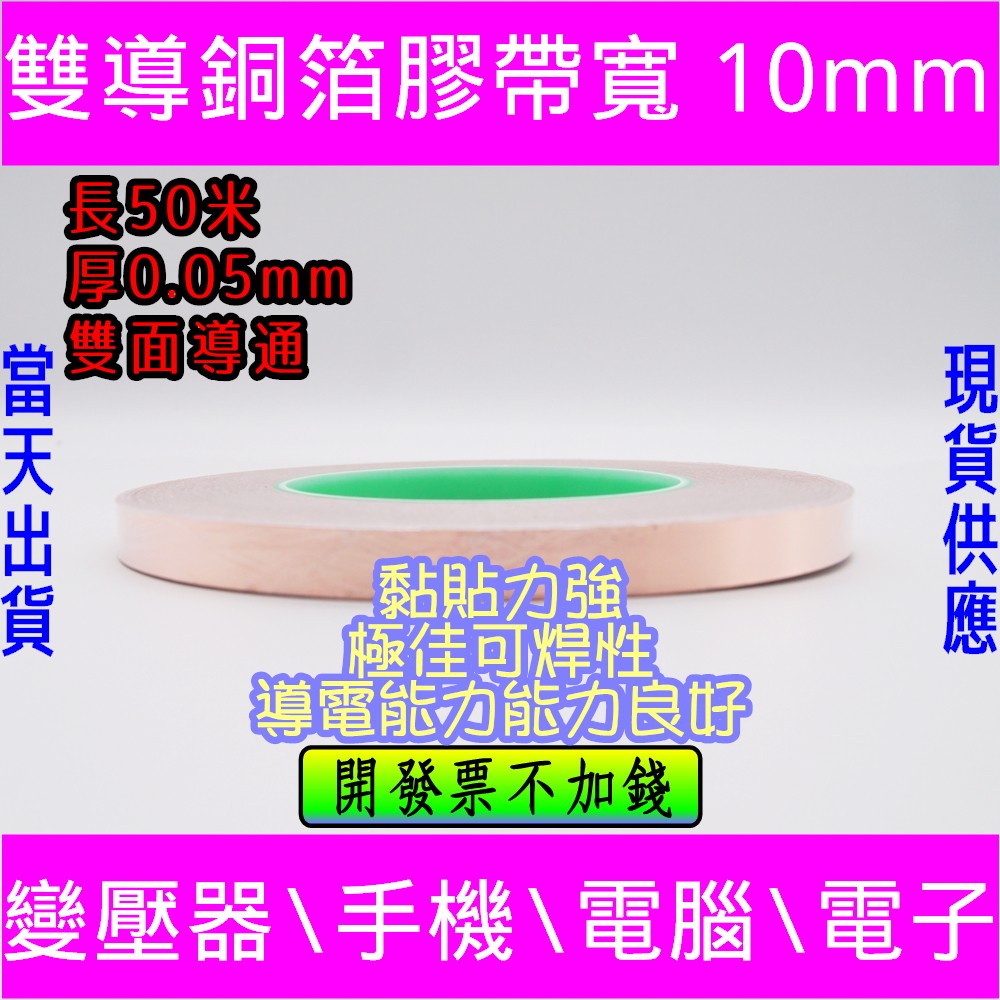 雙導銅箔膠帶寬 10mm
長50米
厚0.05mm
雙面導通
當天出貨
現貨供應
黏貼力強
極佳可焊性
導電能力能力良好
開發票不加錢
變壓器\手機\電腦\電子